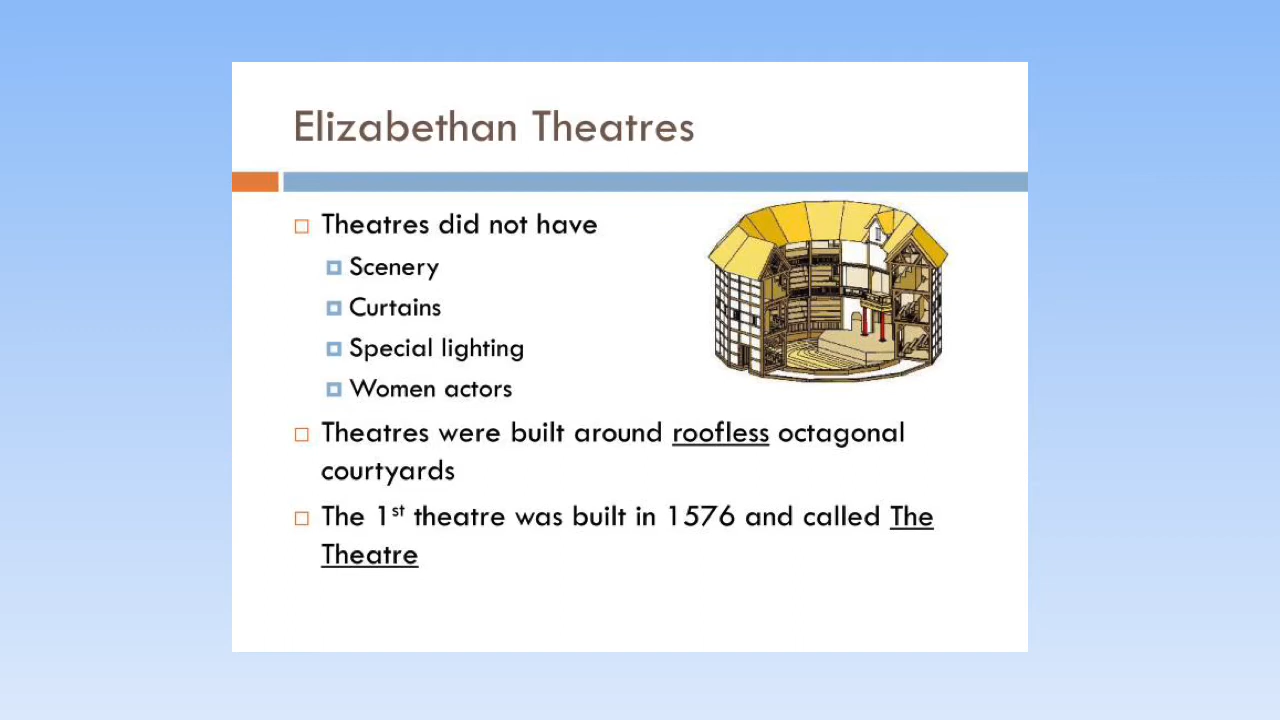 Elizabethan Theatres
Theatres did not have
Scenery
Curtains
Special lighting
Women actors
Theatres were built around roofless octagonal
courtyards
The 1st theatre was built in 1576 and called The
Theatre